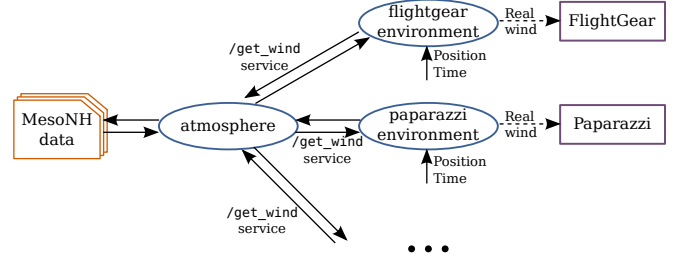 flightgear
environment
Real
wind
FlightGear
/get_wind
service
Position
Time
MesoNH
data
atmosphere
paparazzi
environment
Real
wind
Paparazzi
/get_wind
service
Position
Time
/get_wind
service